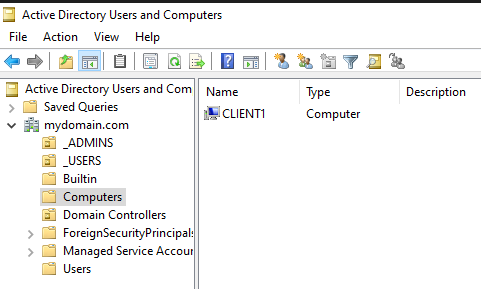 Active Directory Users and Computers
File Action View Help
Active Directory Users and Com
Saved Queries
mydomain.com
_ADMINS
_USERS
Builtin
Computers
Domain Controllers
ForeignSecurityPrincipals
Managed Service Accour
Users
Name Type Description
CLIENT1 Computer